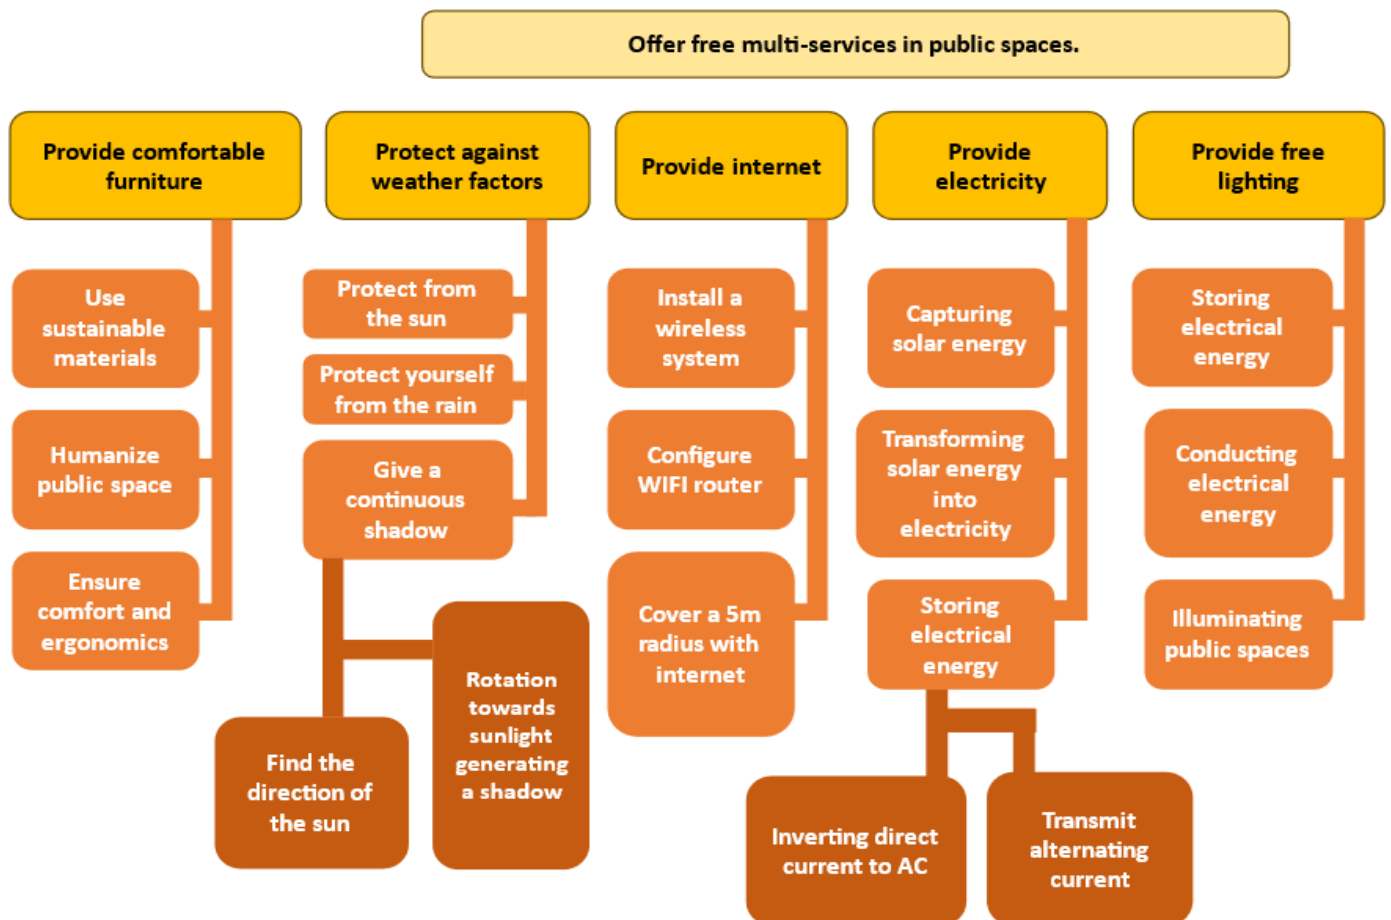 Offer free multi-services in public spaces.
Provide comfortable
furniture
Protect against
weather factors
Provide internet
Provide
electricity
Provide free
lighting
Use
sustainable
materials
Humanize
public space
Ensure
comfort and
ergonomics
Protect from
the sun
Protect yourself
from the rain
Give a
continuous
shadow
Find the
direction of
the sun
Rotation
towards
sunlight
generating
a shadow
Install a
wireless
system
Configure
WIFI router
Cover a 5m
radius with
internet
Capturing
solar energy
Transforming
solar energy
into
electricity
Storing
electrical
energy
Inverting direct
current to AC
Transmit
alternating
current
Storing
electrical
energy
Conducting
electrical
energy
Illuminating
public spaces